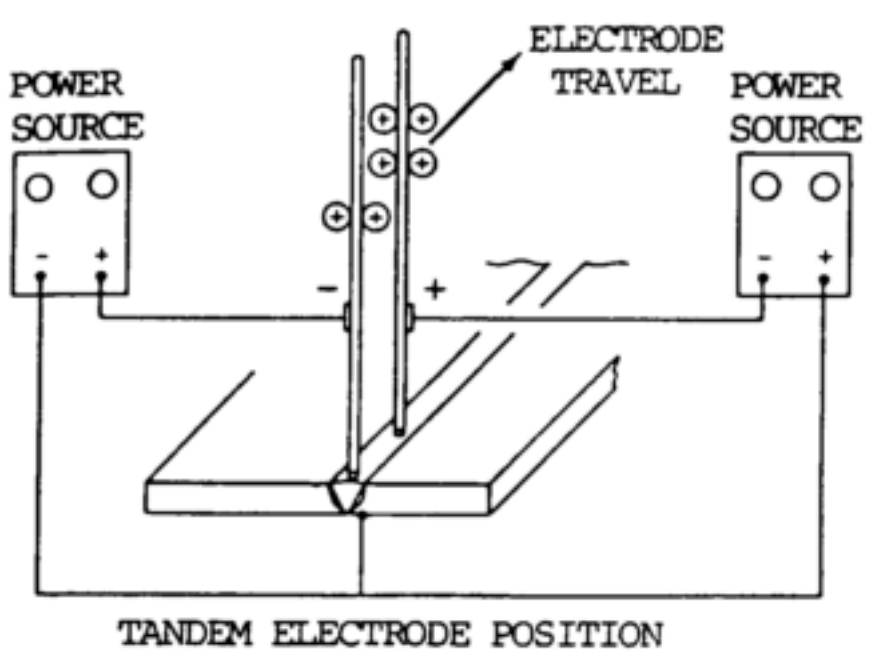 ELECTRODE
TRAVEL
POWER
SOURCE
POWER
SOURCE
- +
- +
- +
+ +
+ +
+ +
TANDEM ELECTRODE POSITION